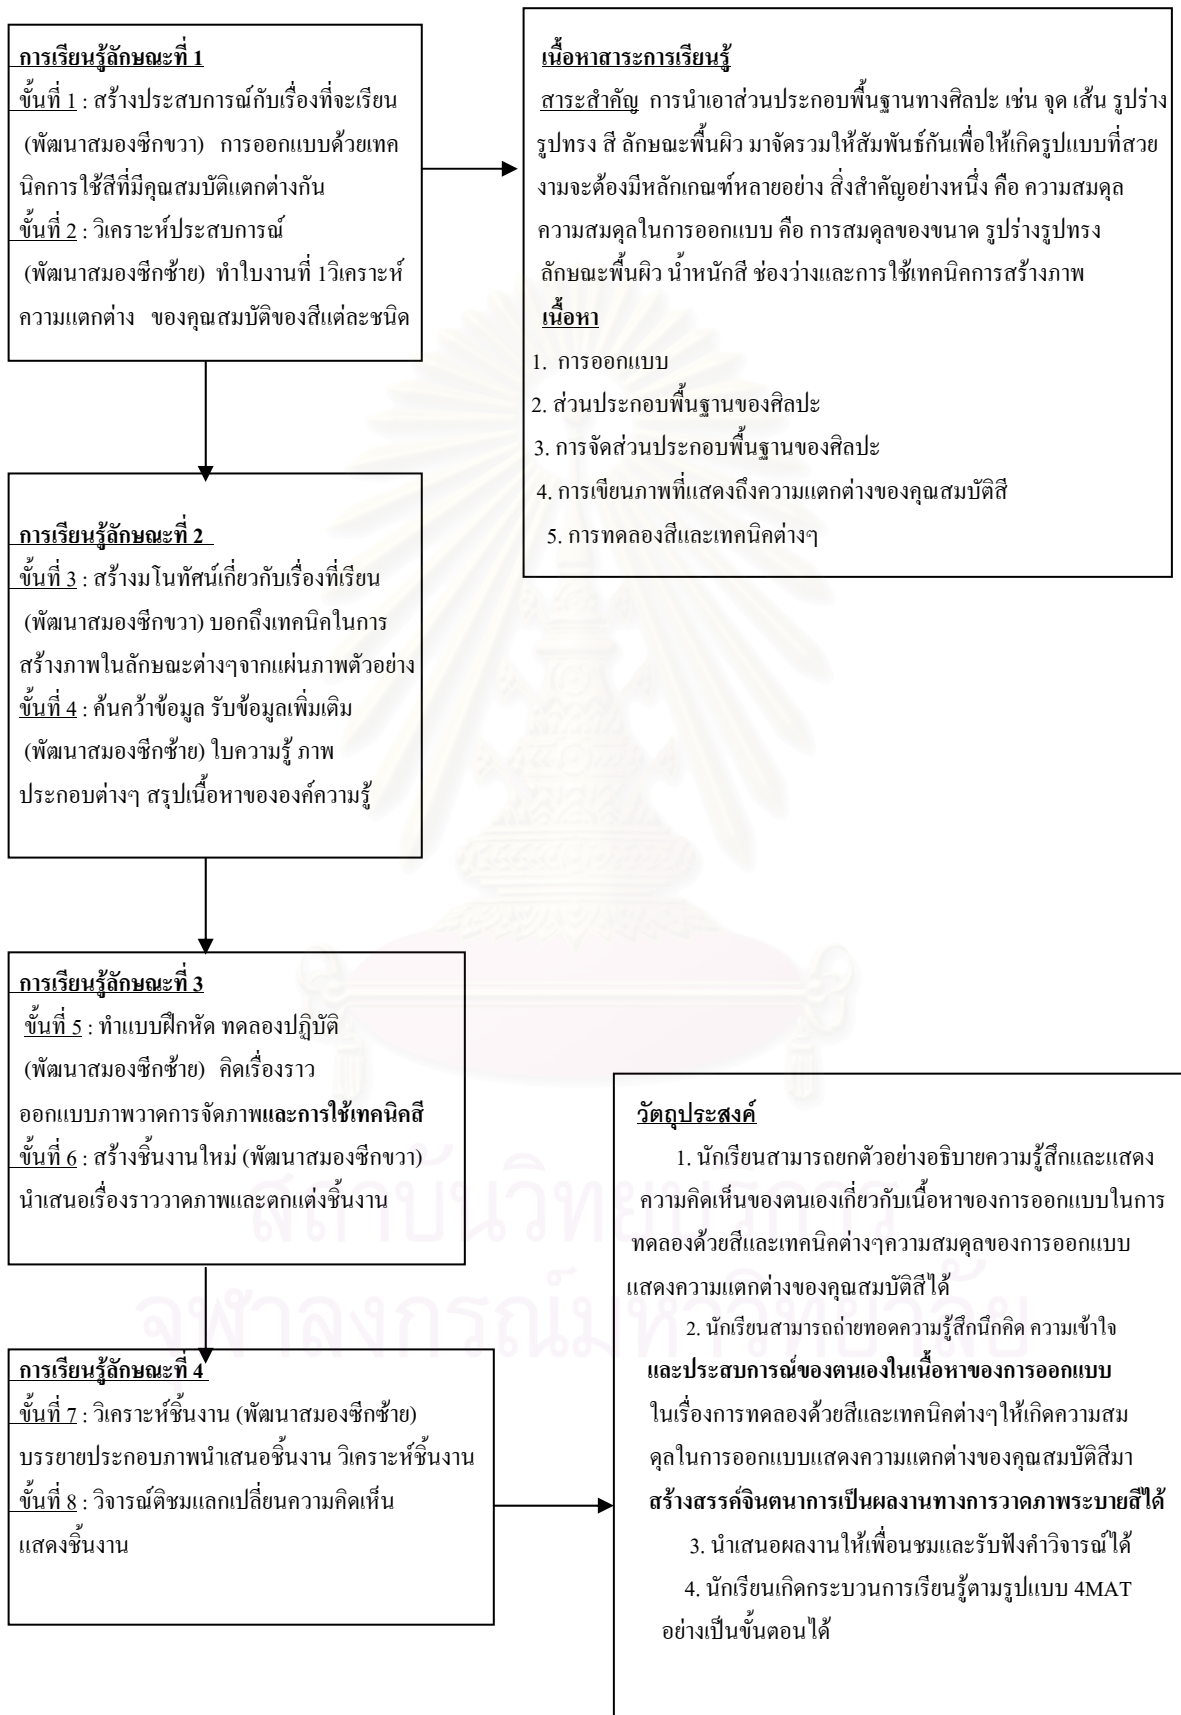 การเรียนรู้ลักษณะที่ 1
ขั้นที่ 1 : สร้างประสบการณ์กับเรื่องที่จะเรียน
(พัฒนาสมองซีกขวา) การออกแบบด้วยเทค
นิคการใช้สีที่มีคุณสมบัติแตกต่างกัน
ขั้นที่ 2 : วิเคราะห์ประสบการณ์
(พัฒนาสมองซีกซ้าย) ทำใบงานที่ 1วิเคราะห์
ความแตกต่าง ของคุณสมบัติของสีแต่ละชนิด
เนื้อหาสาระการเรียนรู้
สาระสำคัญ การนำเอาส่วนประกอบพื้นฐานทางศิลปะ เช่น จุด เส้น รูปร่าง
รูปทรง สี ลักษณะพื้นผิว มาจัดรวมให้สัมพันธ์กันเพื่อให้เกิดรูปแบบที่สวย
งามจะต้องมีหลักเกณฑ์หลายอย่าง สิ่งสำคัญอย่างหนึ่ง คือ ความสมดุล
ความสมดุลในการออกแบบ คือ การสมดุลของขนาด รูปร่างรูปทรง
ลักษณะพื้นผิว น้ำหนักสี ช่องว่างและการใช้เทคนิคการสร้างภาพ
เนื้อหา
1. การออกแบบ
2. ส่วนประกอบพื้นฐานของศิลปะ
3. การจัดส่วนประกอบพื้นฐานของศิลปะ
4. การเขียนภาพที่แสดงถึงความแตกต่างของคุณสมบัติสี
5. การทดลองสีและเทคนิคต่างๆ
การเรียนรู้ลักษณะที่ 2
ขั้นที่ 3 : สร้างมโนทัศน์เกี่ยวกับเรื่องที่เรียน
(พัฒนาสมองซีกขวา) บอกถึงเทคนิคในการ
สร้างภาพในลักษณะต่างๆจากแผ่นภาพตัวอย่าง
ขั้นที่ 4 : ค้นคว้าข้อมูล รับข้อมูลเพิ่มเติม
(พัฒนาสมองซีกซ้าย) ใบความรู้ ภาพ
ประกอบต่างๆ สรุปเนื้อหาขององค์ความรู้
การเรียนรู้ลักษณะที่ 3
ขั้นที่ 5 : ทำแบบฝึกหัด ทดลองปฏิบัติ
(พัฒนาสมองซีกซ้าย) คิดเรื่องราว
ออกแบบภาพวาดการจัดภาพและการใช้เทคนิคสี
ขั้นที่ 6 : สร้างชิ้นงานใหม่ (พัฒนาสมองซีกขวา)
นำเสนอเรื่องราววาดภาพและตกแต่งชิ้นงาน
การเรียนรู้ลักษณะที่ 4
ขั้นที่ 7 : วิเคราะห์ชิ้นงาน (พัฒนาสมองซีกซ้าย)
บรรยายประกอบภาพนำเสนอชิ้นงาน วิเคราะห์ชิ้นงาน
ขั้นที่ 8 : วิจารณ์ติชมแลกเปลี่ยนความคิดเห็น
แสดงชิ้นงาน
วัตถุประสงค์
1. นักเรียนสามารถยกตัวอย่างอธิบายความรู้สึกและแสดง
ความคิดเห็นของตนเองเกี่ยวกับเนื้อหาของการออกแบบในการ
ทดลองด้วยสีและเทคนิคต่างๆความสมดุลของการออกแบบ
แสดงความแตกต่างของคุณสมบัติสีได้
2. นักเรียนสามารถถ่ายทอดความรู้สึกนึกคิด ความเข้าใจ
และประสบการณ์ของตนเองในเนื้อหาของการออกแบบ
ในเรื่องการทดลองด้วยสีและเทคนิคต่างๆให้เกิดความสม
ดุลในการออกแบบแสดงความแตกต่างของคุณสมบัติสีมา
สร้างสรรค์จินตนาการเป็นผลงานทางการวาดภาพระบายสีได้
3. นำเสนอผลงานให้เพื่อนชมและรับฟังคำวิจารณ์ได้
4. นักเรียนเกิดกระบวนการเรียนรู้ตามรูปแบบ 4MAT
อย่างเป็นขั้นตอนได้
สถาบันวิทยบริการ
จุฬาลงกรณ์มหาวิทยาลัย